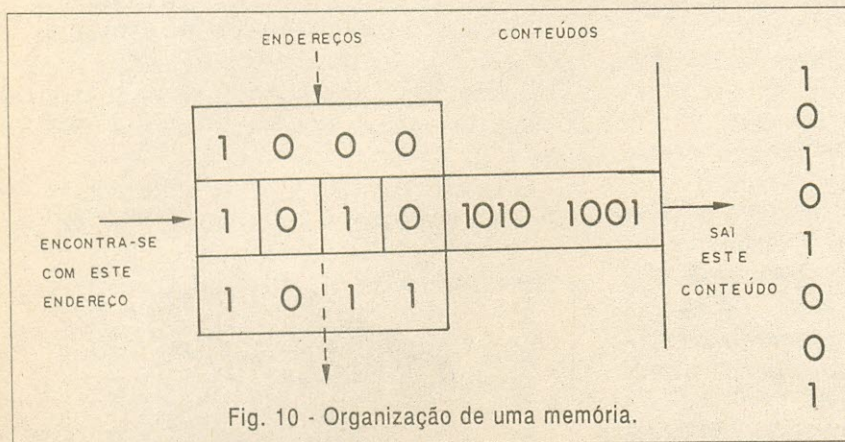 ENDEREÇOS CONTEÚDOS
1 0 0 0
ENCONTRA-SE
COM ESTE
ENDEREÇO
1 0 1 0 1010 1001
SAI
ESTE
CONTEÚDO
1 0 1 1
1
0
1
0
1
0
0
1
Fig. 10 - Organização de uma memória.